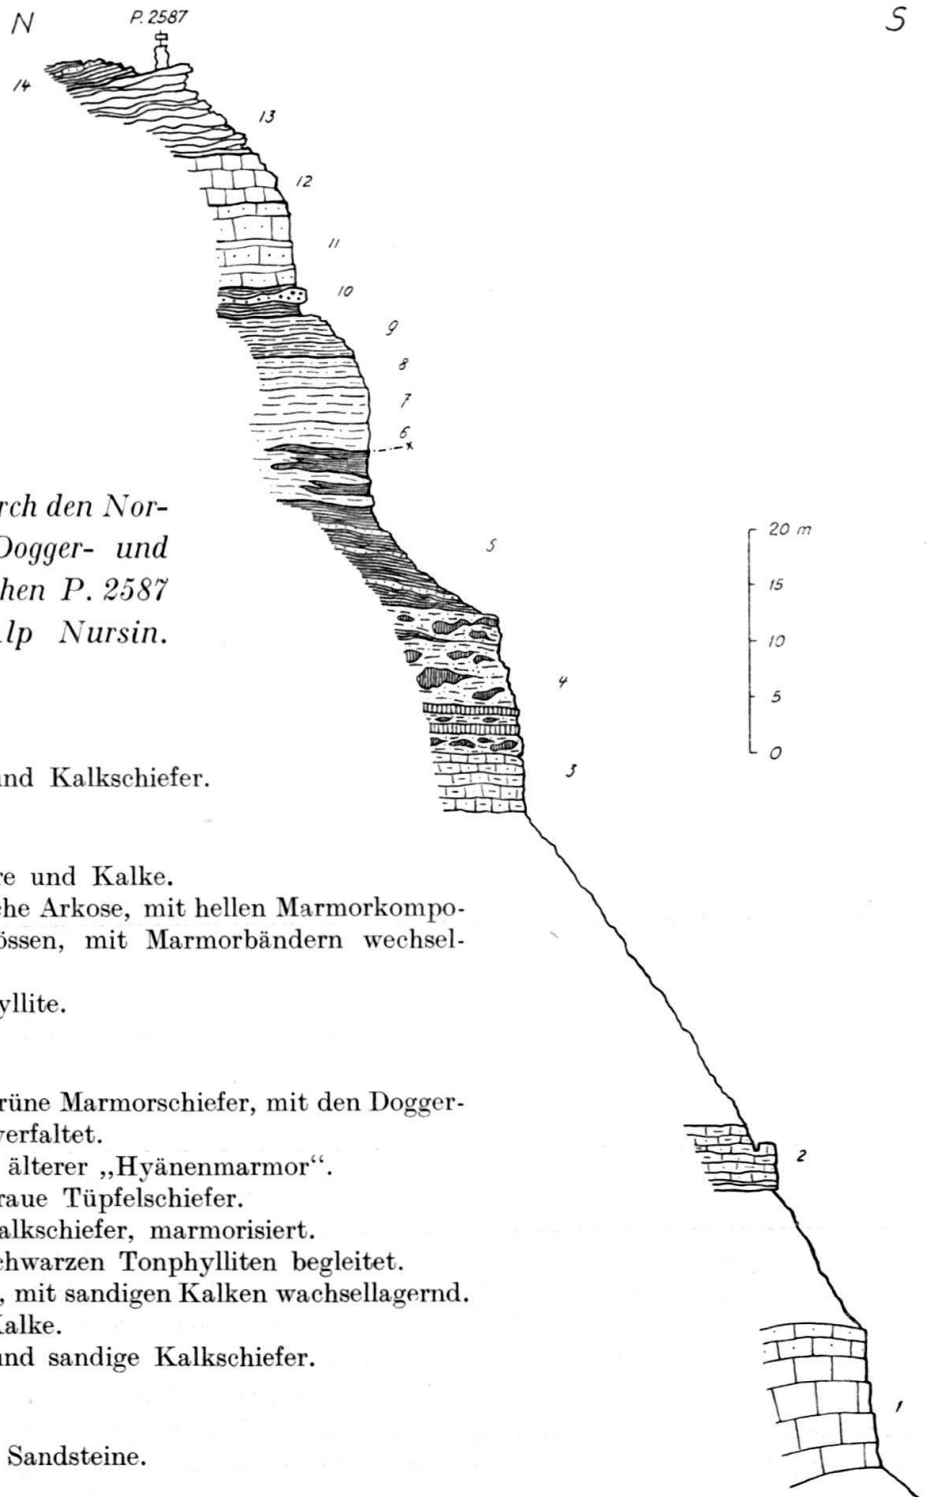 N
P. 2587
S
14
13
12
11
10
9
8
7
6
x
5
4
3
2
1
20 m
15
10
5
0
rch den Nor-
Dogger- und
hen P. 2587
lp Nursin.
nd Kalkschiefer.
re und Kalke.
che Arkose, mit hellen Marmorkompo-
össen, mit Marmorbändern wechsel-
yllite.
rüne Marmorschiefer, mit den Dogger-
verfaltet.
älterer „Hyänenmarmor“.
raue Tüpfelschiefer.
alkschiefer, marmorisiert.
chwarzen Tonphylliten begleitet.
, mit sandigen Kalken wachsellagernd.
Kalke.
und sandige Kalkschiefer.
Sandsteine.